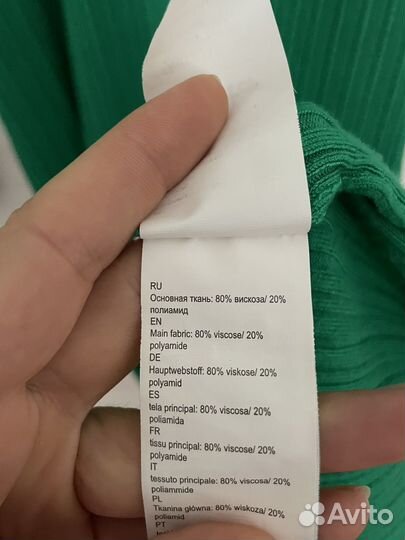 RU
Основная ткань: 80% вискоза/ 20%
полиамид
EN
Main fabric: 80% viscose/ 20%
polyamide
DE
Hauptwebstoff: 80% viskose/ 20%
polyamid
ES
tela principal: 80% viscosa/ 20%
polyamida
FR
tissu principal: 80% viscose/ 20%
polyamide
IT
tessuto principale: 80% viscosa/ 20%
poliammide
PL
Tkanina główna: 80% wiskoza/ 20%
poliamid
PT
Avito